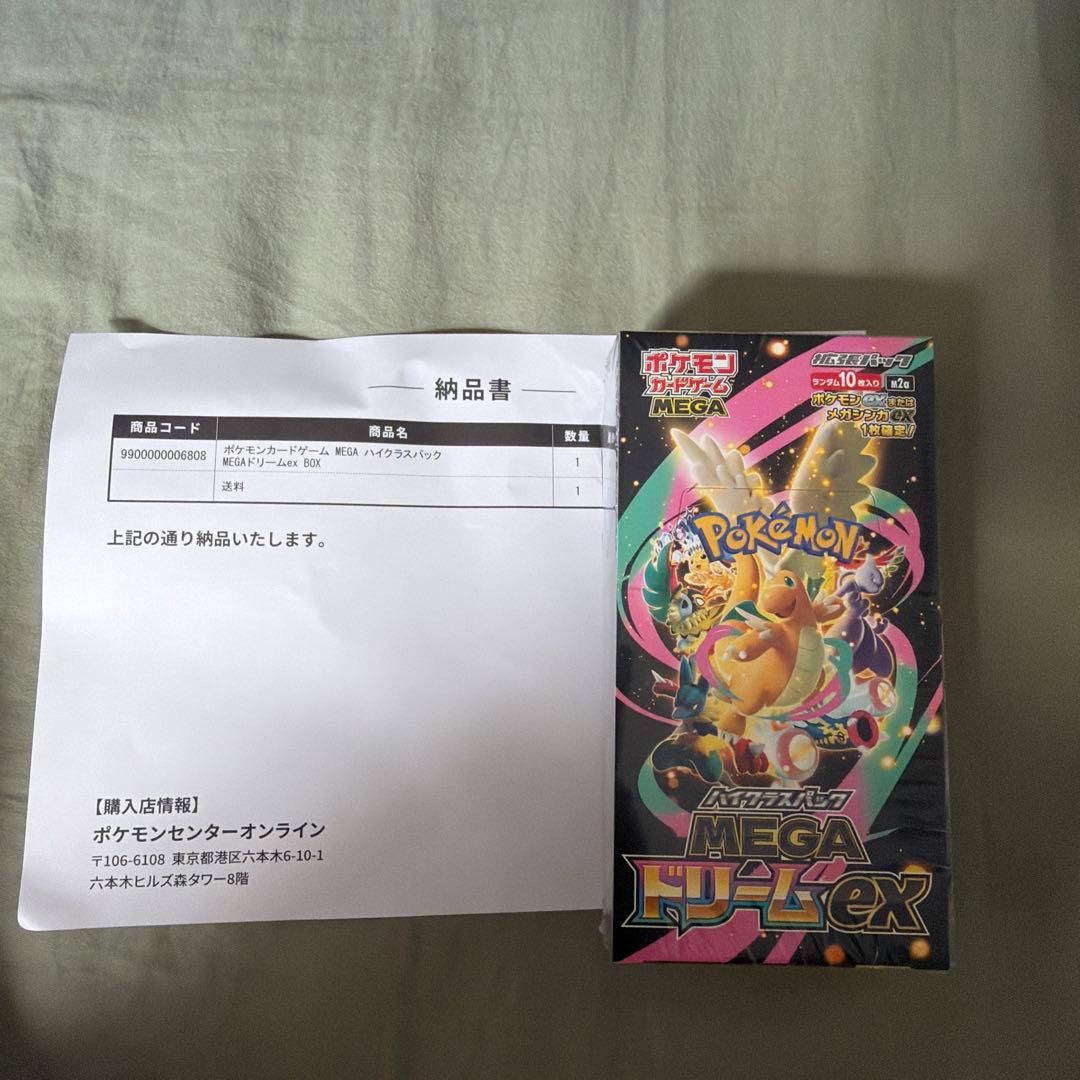 納品書
商品コード 商品名 数量
9900000006808 ポケモンカードゲーム MEGA ハイクラスパック 1
MEGAドリームex BOX
送料 1
上記の通り納品いたします。
【購入店情報】
ポケモンセンターオンライン
〒106-6108 東京都港区六本木6-10-1
六本木ヒルズ森タワー8階
ポケモン
カードゲーム
MEGA
拡張パック
ランダム10枚入り M2a
ポケモンexまたは
メガシンカex
1枚確定!
POKéMON
ハイクラスパック
MEGA
ドリームex